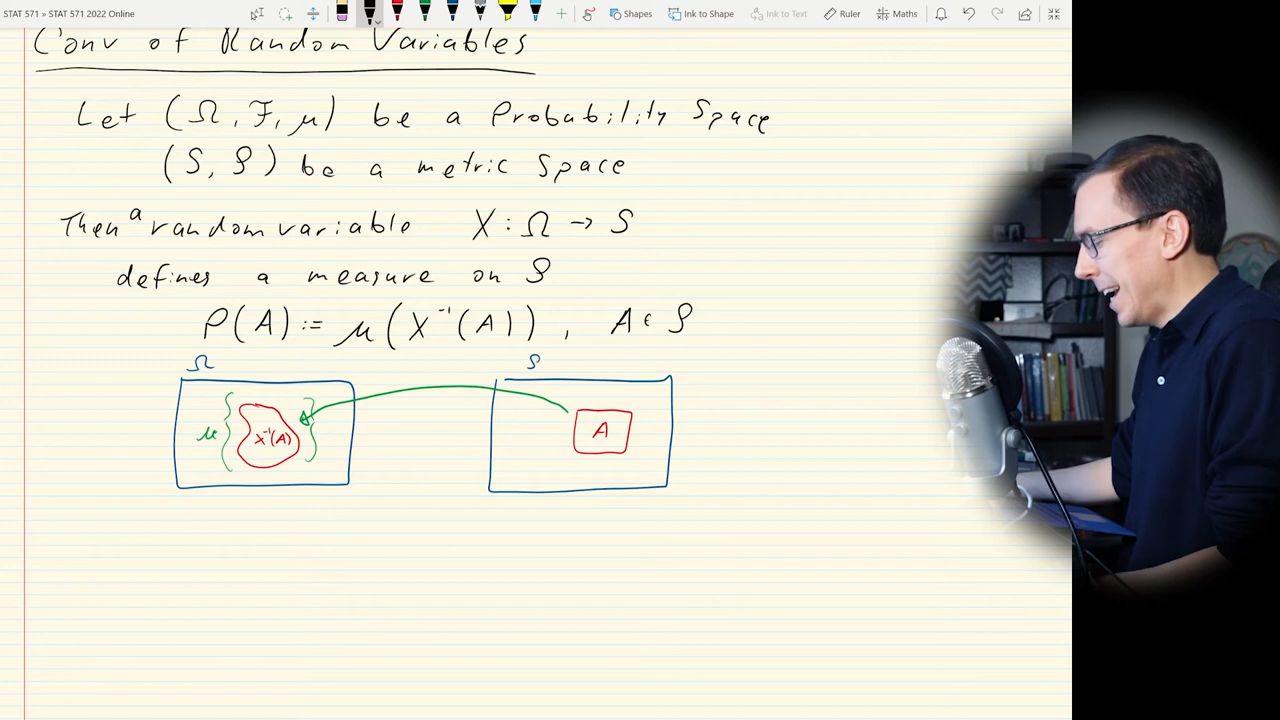 STAT 571 » STAT 571 2022 Online
Shapes Ink to Shape Ink to Text Ruler Maths
Conv of Random Variables
Let (Ω, F, μ) be a Probability Space
(S, S) be a metric Space
Then a random variable X : Ω → S
defines a measure on S
P(A) := μ(X⁻¹(A)), A ∈ S
Ω S
μ { X⁻¹(A) } A